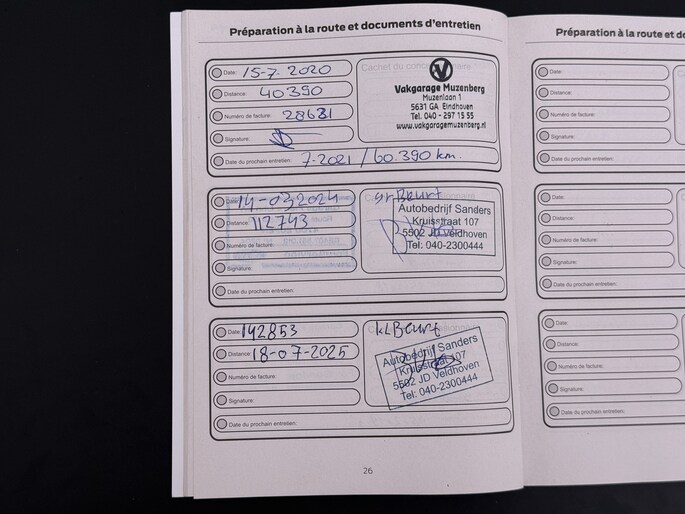 Préparation à la route et documents d'entretien
Date: 15-7-2020
Distance: 40390
Numéro de facture: 28681
Signature:
Date du prochain entretien: 7-2021 / 60.390 km.
Vakgarage Muzenberg
Muzenlaan 1
5631 GA Eindhoven
Tel. 040 - 297 15 55
www.vakgaragemuzenberg.nl
Date: 14-03-2024
Distance: 112743
Numéro de facture:
Signature:
Date du prochain entretien:
gr Beurt
Autobedrijf Sanders
Kruisstraat 107
5502 JD Veldhoven
Tel: 040-2300444
Date: 142853
Distance: 18-07-2025
Numéro de facture:
Signature:
Date du prochain entretien:
kl Beurt
Autobedrijf Sanders
Kruisstraat 107
5502 JD Veldhoven
Tel: 040-2300444
26
Préparation à la route et do
Date:
Distance:
Numéro de facture:
Signature:
Date du prochain entretien:
Date:
Distance:
Numéro de facture:
Signature:
Date du prochain entretien:
Date:
Distance:
Numéro de facture:
Signature:
Date du prochain entretien: